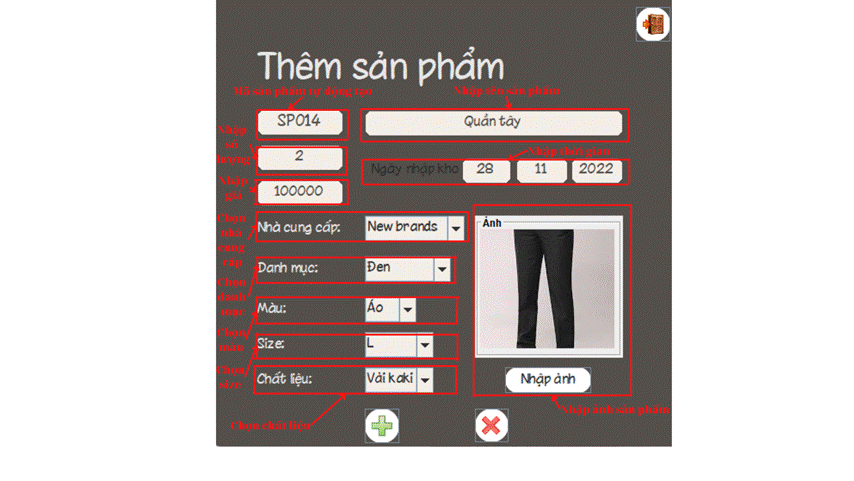 Thêm sản phẩm
Mã sản phẩm tự động tạo
Nhập tên sản phẩm
SP014
Quần tây
Nhập
số
lượng
2
Nhập thời gian
Ngày nhập kho 28 11 2022
Nhập
giá
100000
Chọn
nhà
cung
cấp
Nhà cung cấp: New brands
Ảnh
Danh mục: Đen
Chọn
danh
mục
Màu: Áo
Chọn
màu
Size: L
Chọn
size
Chất liệu: Vải kaki
Nhập ảnh
Nhập ảnh sản phẩm
Chọn chất liệu